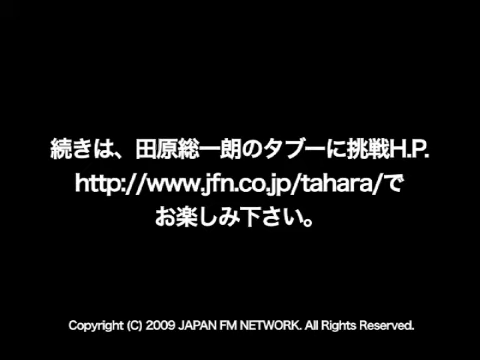 続きは、田原総一朗のタブーに挑戦H.P.
http://www.jfn.co.jp/tahara/で
お楽しみ下さい。
Copyright (C) 2009 JAPAN FM NETWORK. All Rights Reserved.